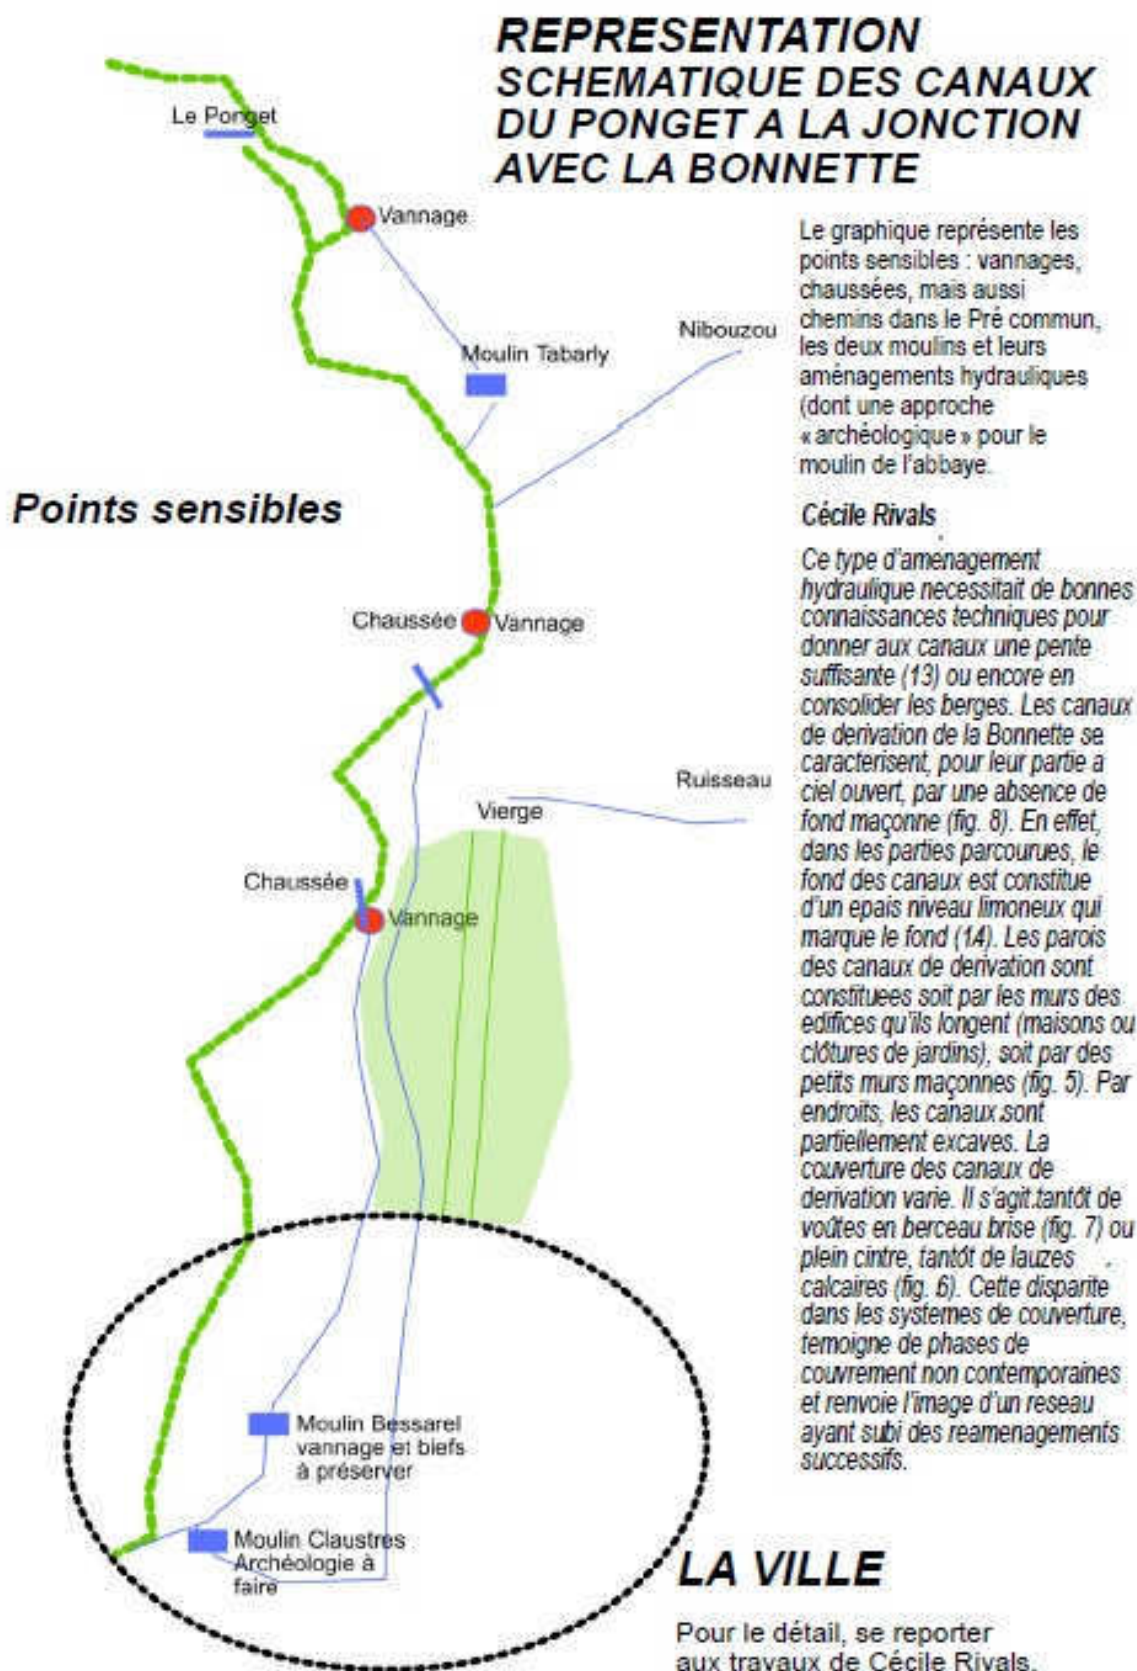 REPRESENTATION
SCHEMATIQUE DES CANAUX
DU PONGET A LA JONCTION
AVEC LA BONNETTE
Le Ponget
Vannage
Moulin Tabarly
Nibouzou
Le graphique représente les
points sensibles : vannages,
chaussées, mais aussi
chemins dans le Pré commun,
les deux moulins et leurs
aménagements hydrauliques
(dont une approche
« archéologique » pour le
moulin de l'abbaye.
Points sensibles
Cécile Rivals
Chaussée
Vannage
Ce type d'amenagement
hydraulique necessitait de bonnes
connaissances techniques pour
donner aux canaux une pente
suffisante (13) ou encore en
consolider les berges. Les canaux
de derivation de la Bonnette se
caracterisent, pour leur partie a
ciel ouvert, par une absence de
fond maçonne (fig. 8). En effet,
dans les parties parcourues, le
fond des canaux est constitue
d'un epais niveau limoneux qui
marque le fond (14). Les parois
des canaux de derivation sont
constituees soit par les murs des
edifices qu'ils longent (maisons ou
clôtures de jardins), soit par des
petits murs maçonnes (fig. 5). Par
endroits, les canaux sont
partiellement excaves. La
couverture des canaux de
derivation varie. Il s'agit tantôt de
voûtes en berceau brise (fig. 7) ou
plein cintre, tantôt de lauzes
calcaires (fig. 6). Cette disparite
dans les systemes de couverture,
temoigne de phases de
couvrement non contemporaines
et renvoie l'image d'un reseau
ayant subi des reamenagements
successifs.
Ruisseau
Vierge
Chaussée
Vannage
Moulin Bessarel
vannage et biefs
à préserver
Moulin Claustres
Archéologie à
faire
LA VILLE
Pour le détail, se reporter
aux travaux de Cécile Rivals.